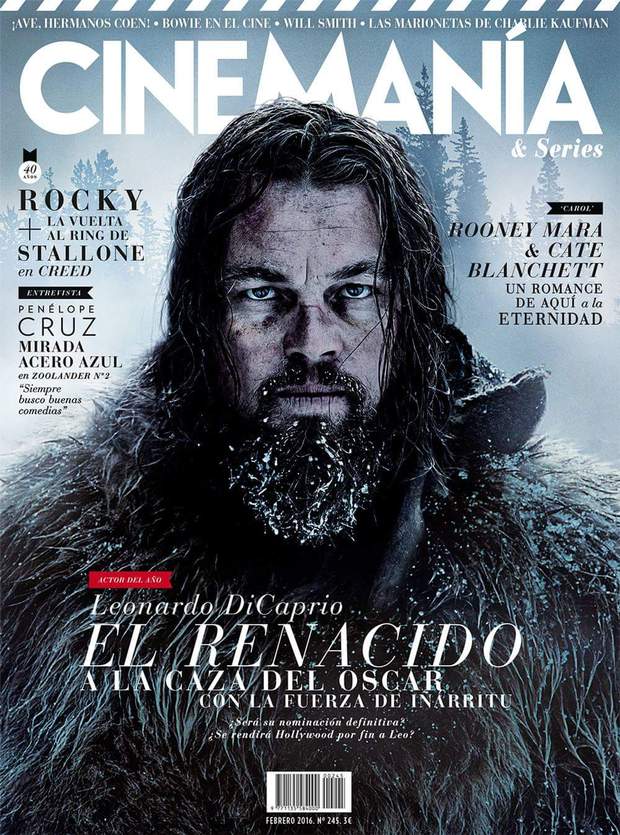 ¡AVE, HERMANOS COEN! • BOWIE EN EL CINE • WILL SMITH • LAS MARIONETAS DE CHARLIE KAUFMAN
CINEMANÍA
& Series
40
AÑOS
ROCKY
+ LA VUELTA
AL RING DE
STALLONE
en CREED
ENTREVISTA
PENÉLOPE
CRUZ
MIRADA
ACERO AZUL
en ZOOLANDER Nº2
“Siempre
busco buenas
comedias”
‘CAROL’
ROONEY MARA
& CATE
BLANCHETT
UN ROMANCE
DE AQUÍ a la
ETERNIDAD
ACTOR DEL AÑO
Leonardo DiCaprio
EL RENACIDO
A LA CAZA DEL OSCAR
CON LA FUERZA DE IÑÁRRITU
¿Será su nominación definitiva?
¿Se rendirá Hollywood por fin a Leo?
00245
9 771133 584000
FEBRERO 2016. Nº 245. 3€